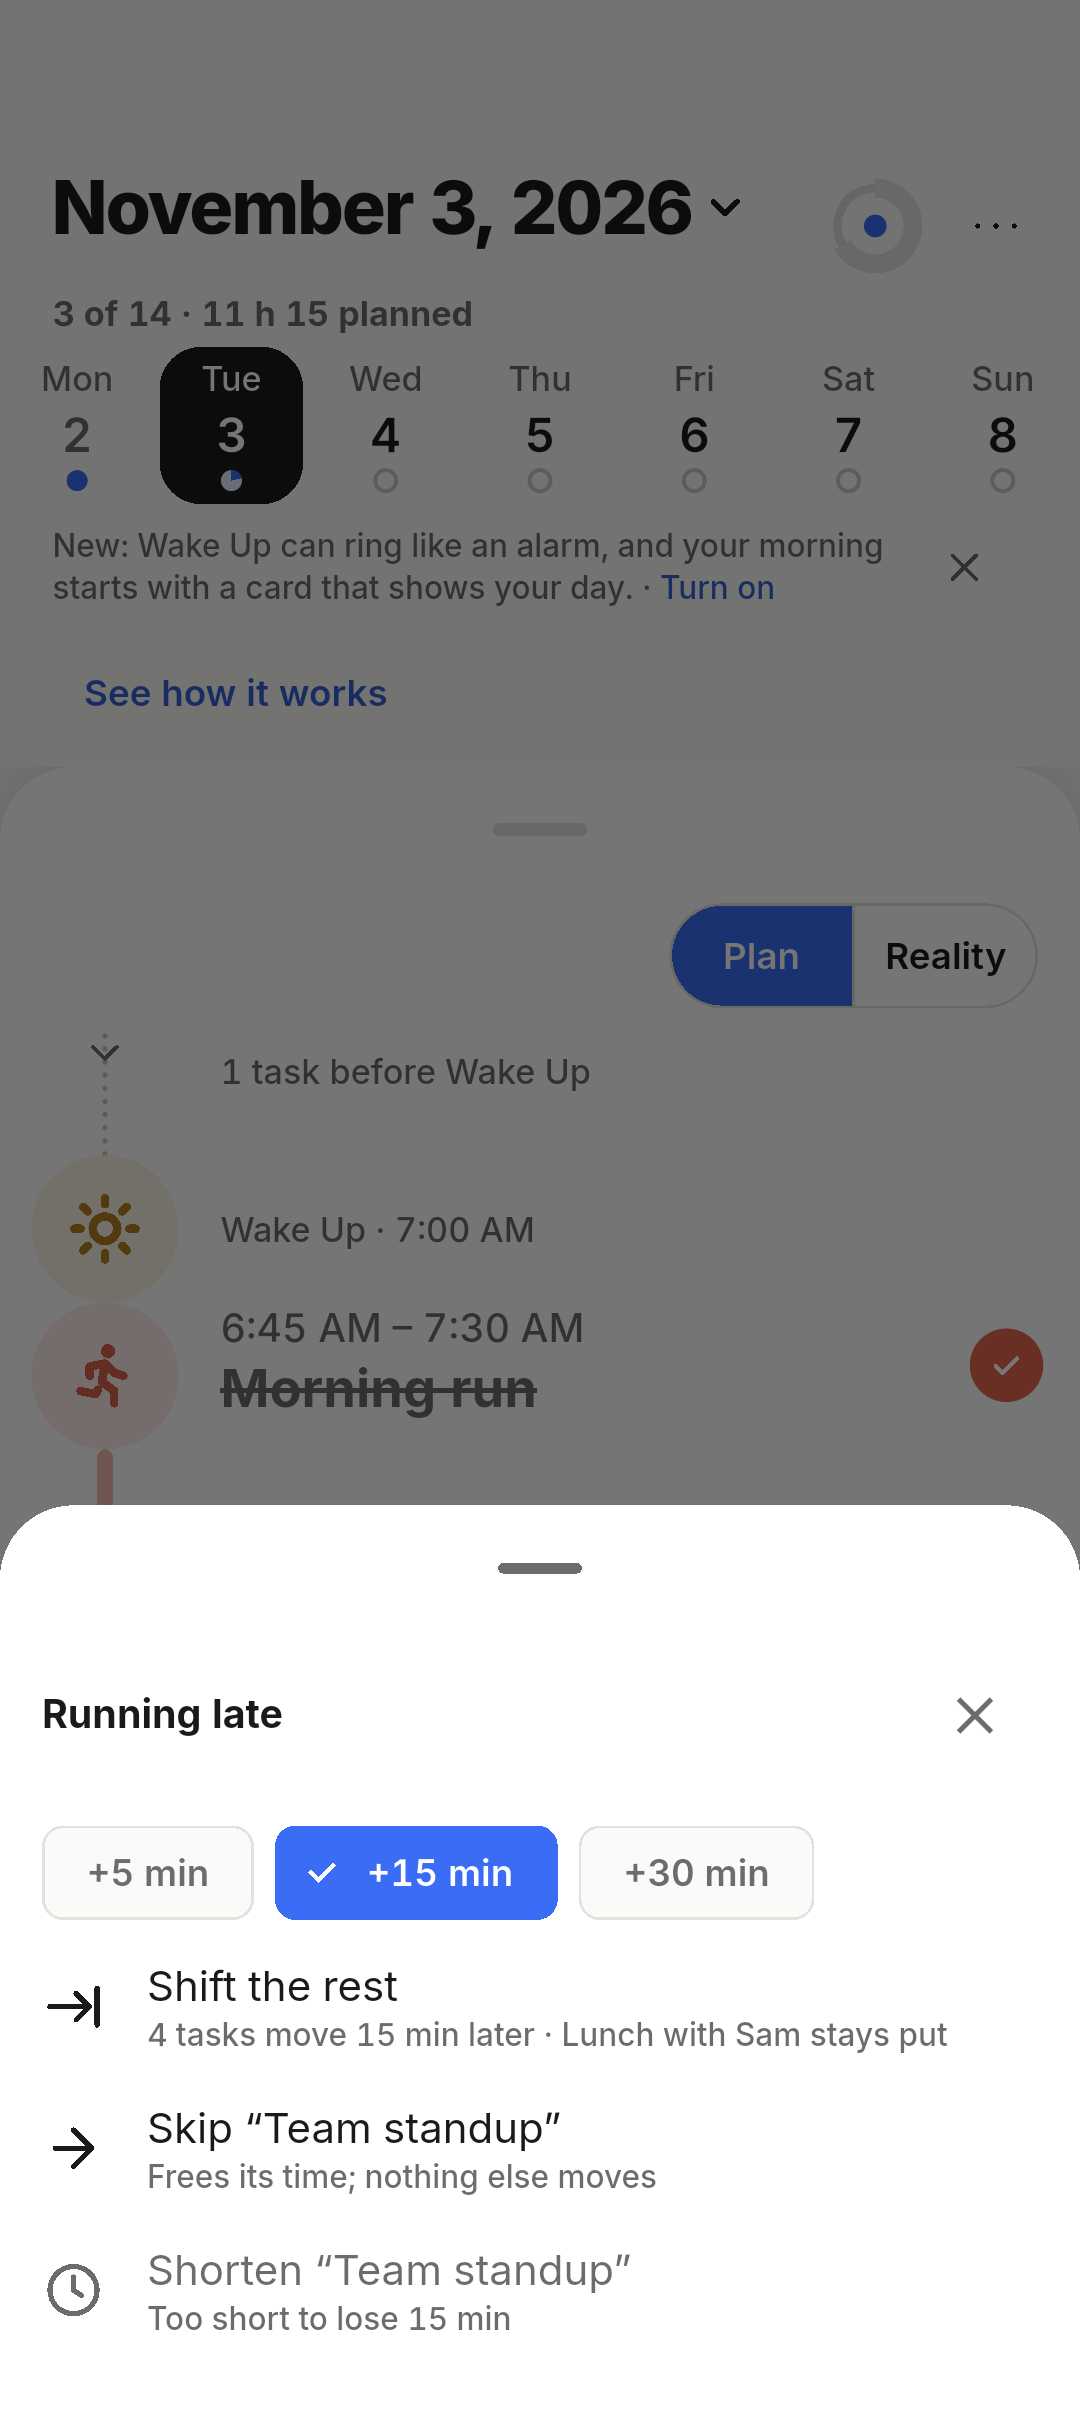 November 3, 2026
3 of 14 · 11 h 15 planned
Mon Tue Wed Thu Fri Sat Sun
2 3 4 5 6 7 8
New: Wake Up can ring like an alarm, and your morning
starts with a card that shows your day. · Turn on
See how it works
Plan Reality
1 task before Wake Up
Wake Up · 7:00 AM
6:45 AM – 7:30 AM
Morning run
Running late
+5 min +15 min +30 min
Shift the rest
4 tasks move 15 min later · Lunch with Sam stays put
Skip “Team standup”
Frees its time; nothing else moves
Shorten “Team standup”
Too short to lose 15 min